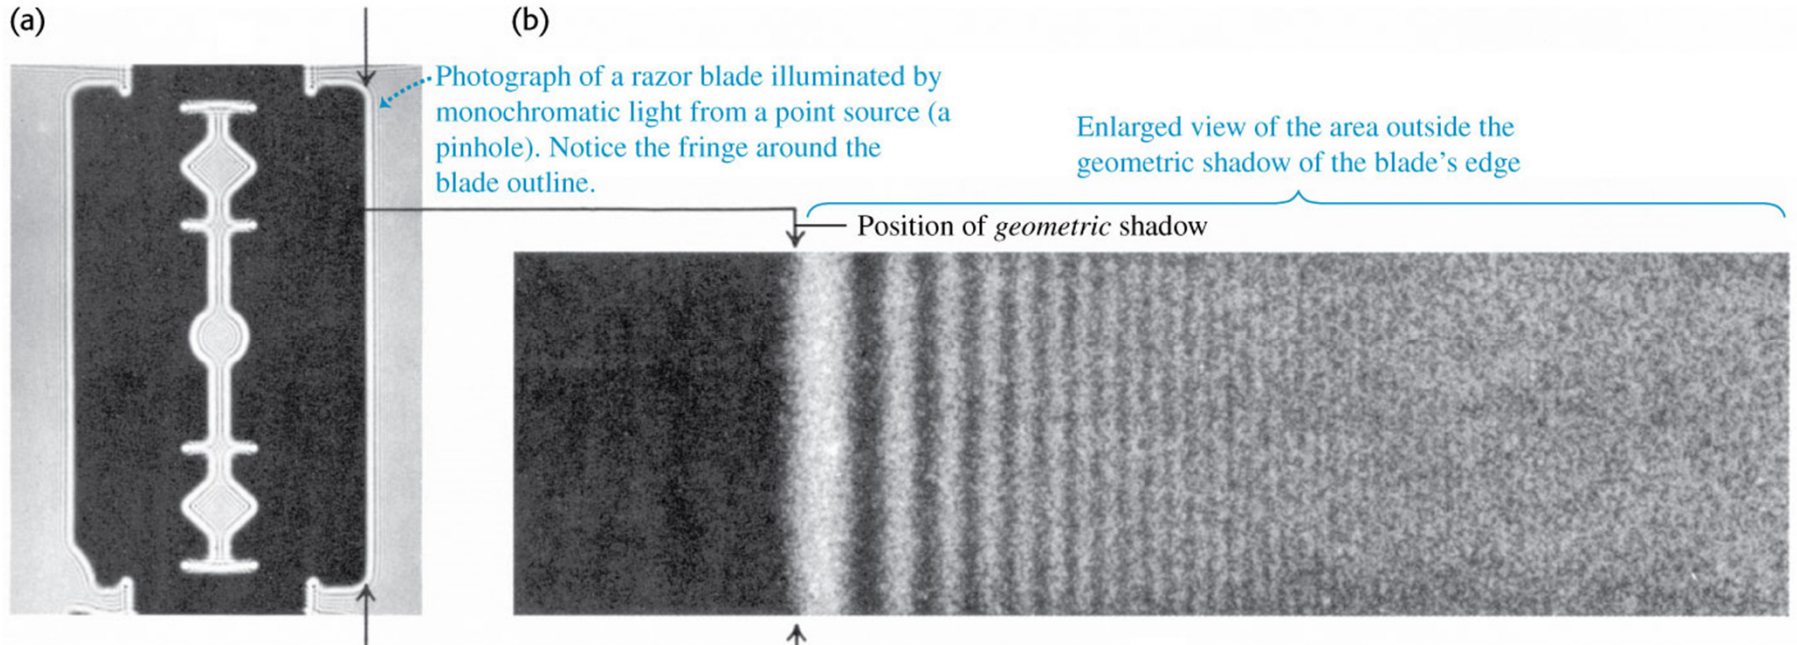 (a)
(b)
Photograph of a razor blade illuminated by
monochromatic light from a point source (a
pinhole). Notice the fringe around the
blade outline.
Enlarged view of the area outside the
geometric shadow of the blade’s edge
Position of geometric shadow